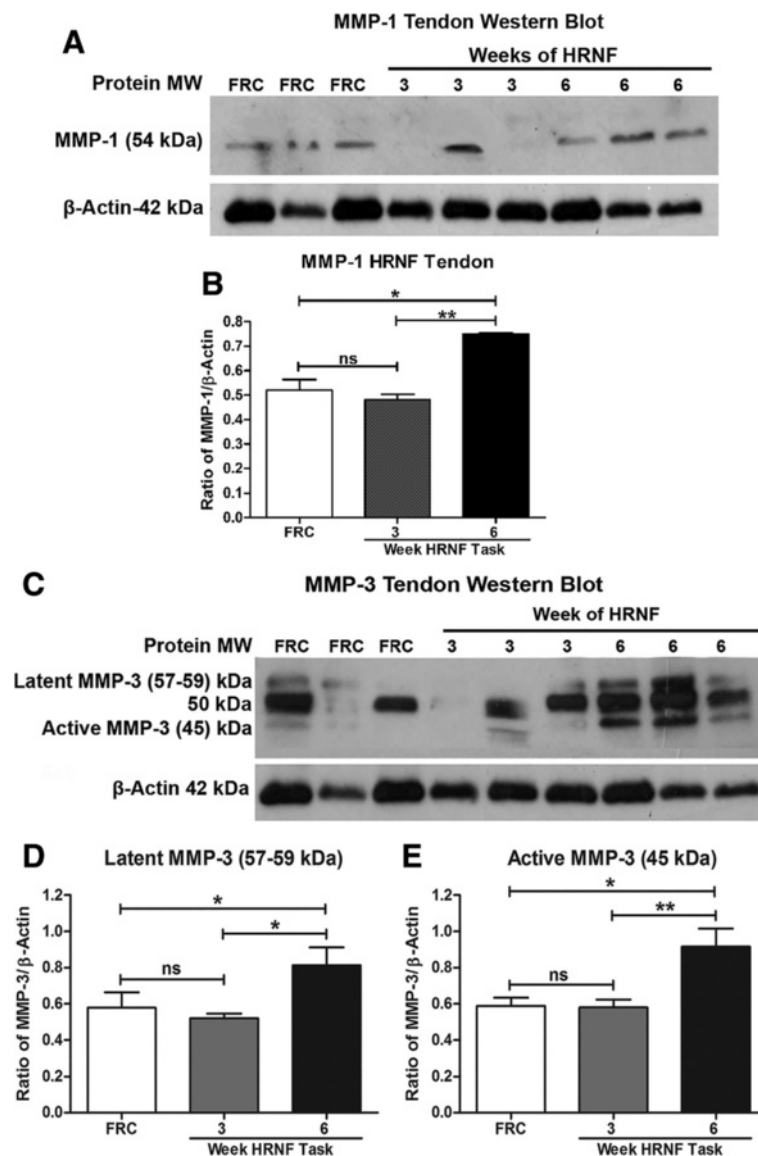 MMP-1 Tendon Western Blot
A
Weeks of HRNF
Protein MW FRC FRC FRC 3 3 3 6 6 6
MMP-1 (54 kDa)
β-Actin-42 kDa
MMP-1 HRNF Tendon
B
*
**
ns
Ratio of MMP-1/β-Actin
0.8
0.7
0.6
0.5
0.4
0.3
0.2
0.1
0.0
FRC 3 6
Week HRNF Task
C MMP-3 Tendon Western Blot
Week of HRNF
Protein MW FRC FRC FRC 3 3 3 6 6 6
Latent MMP-3 (57-59) kDa
50 kDa
Active MMP-3 (45) kDa
β-Actin 42 kDa
D Latent MMP-3 (57-59 kDa)
*
*
ns
Ratio of MMP-3/β-Actin
1.2
1.0
0.8
0.6
0.4
0.2
0.0
FRC 3 6
Week HRNF Task
E Active MMP-3 (45 kDa)
*
**
ns
Ratio of MMP-3/β-Actin
1.2
1.0
0.8
0.6
0.4
0.2
0.0
FRC 3 6
Week HRNF Task